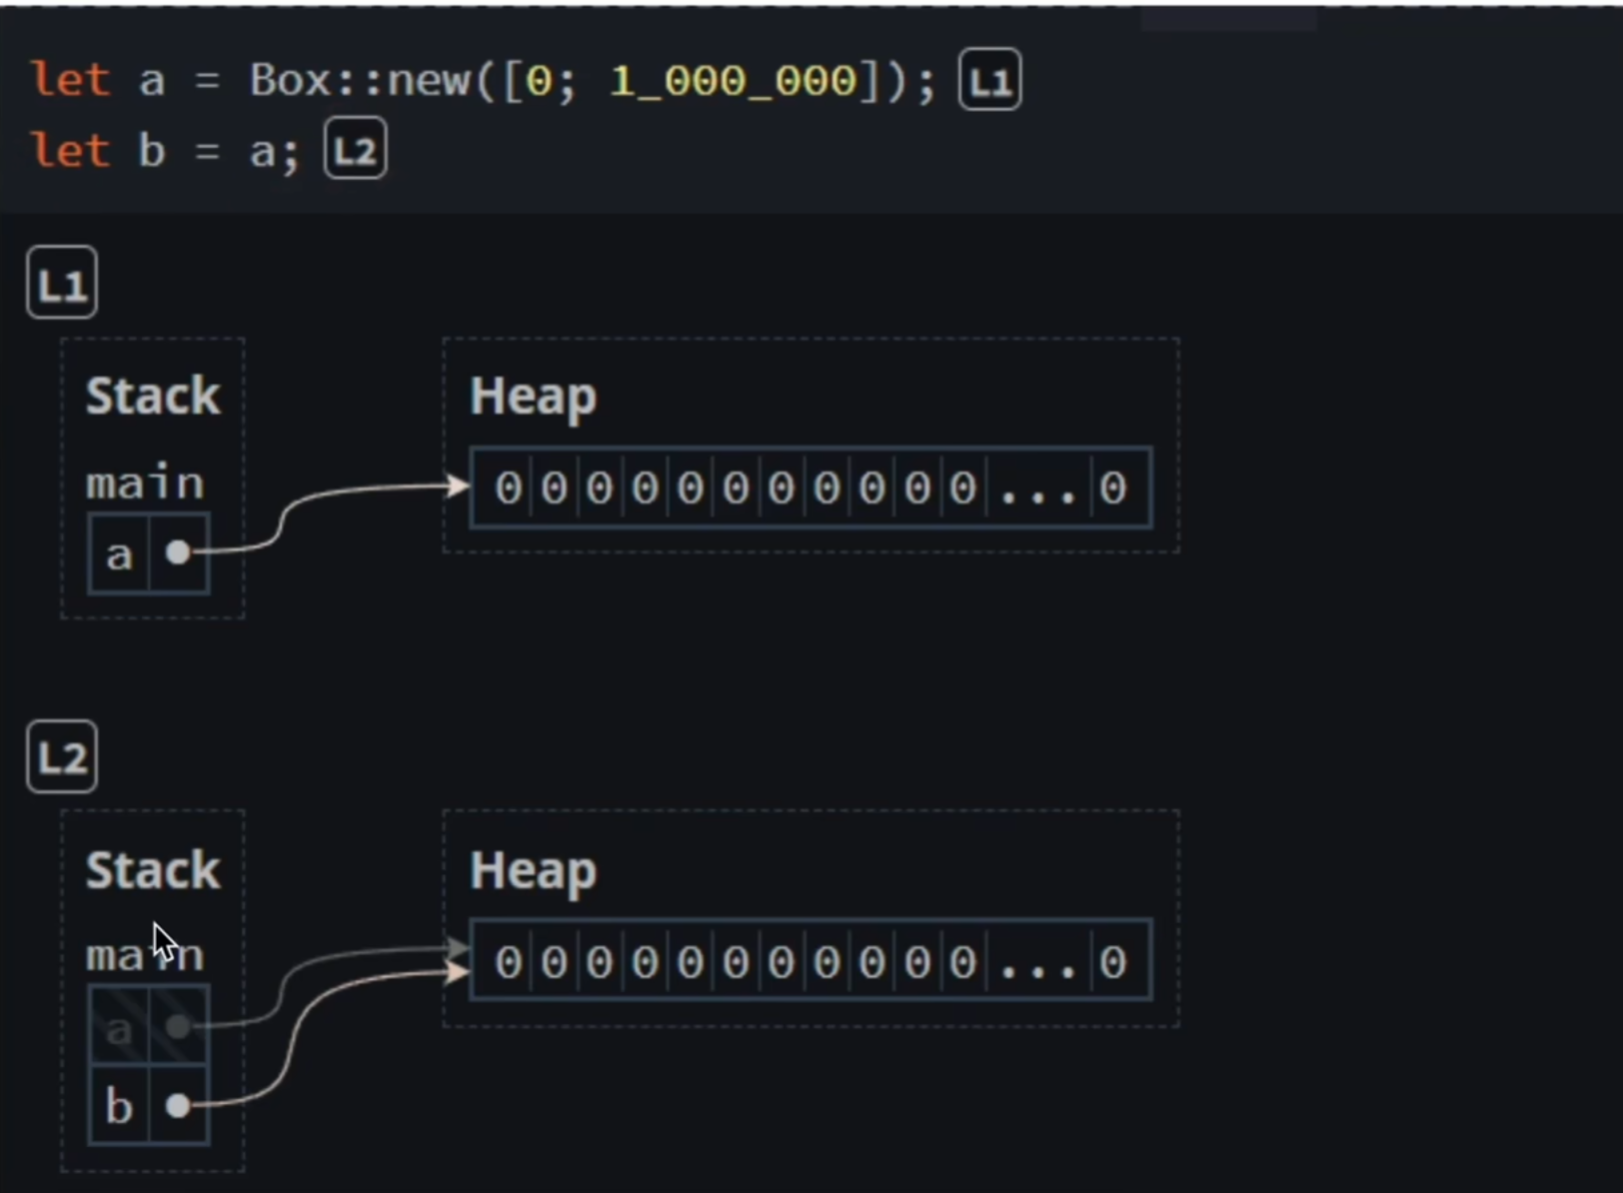 let a = Box::new([0; 1_000_000]); L1
let b = a; L2
L1
Stack
Heap
main
0 0 0 0 0 0 0 0 0 0 0 ... 0
a
L2
Stack
Heap
main
0 0 0 0 0 0 0 0 0 0 0 ... 0
a
b